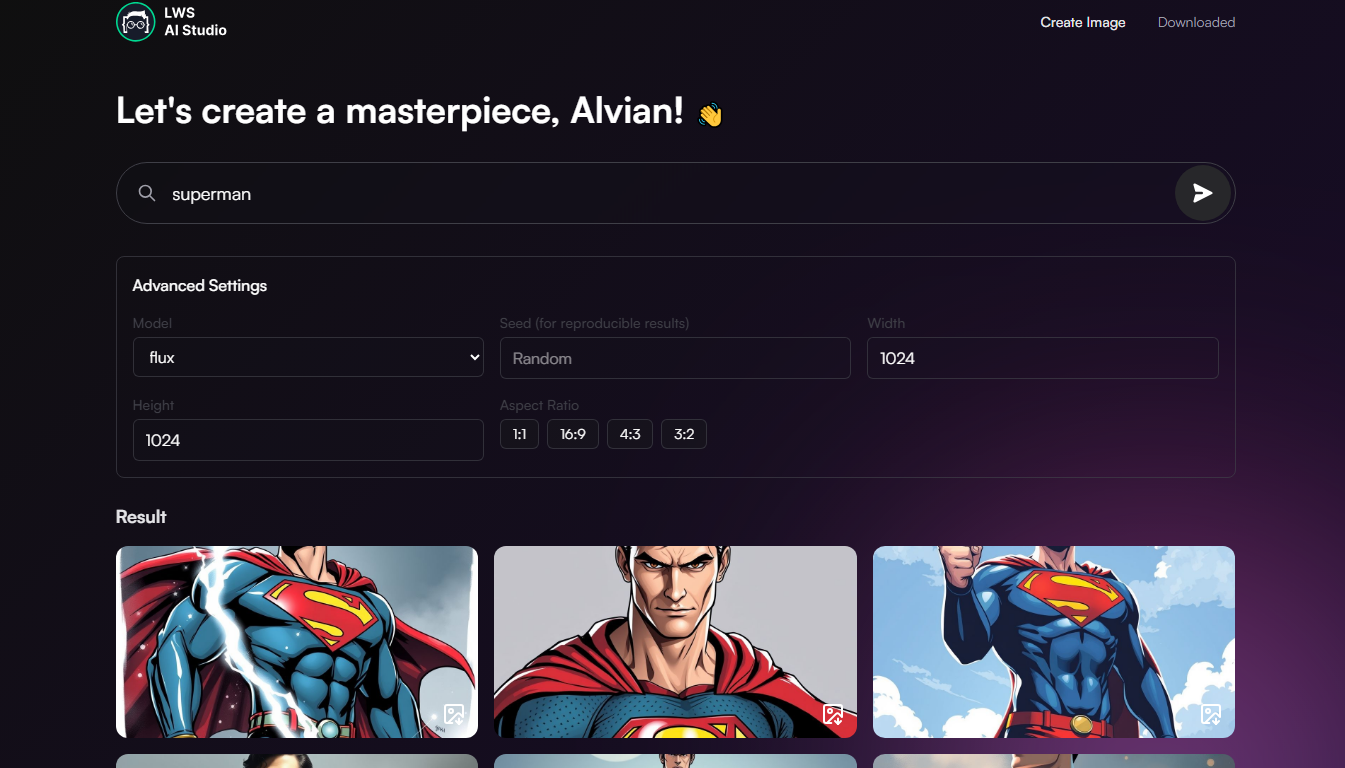 LWS
AI Studio
Create Image
Downloaded
Let's create a masterpiece, Alvian! 👋
superman
Advanced Settings
Model
Seed (for reproducible results)
Width
flux
Random
1024
Height
Aspect Ratio
1024
1:1
16:9
4:3
3:2
Result
S
S
S